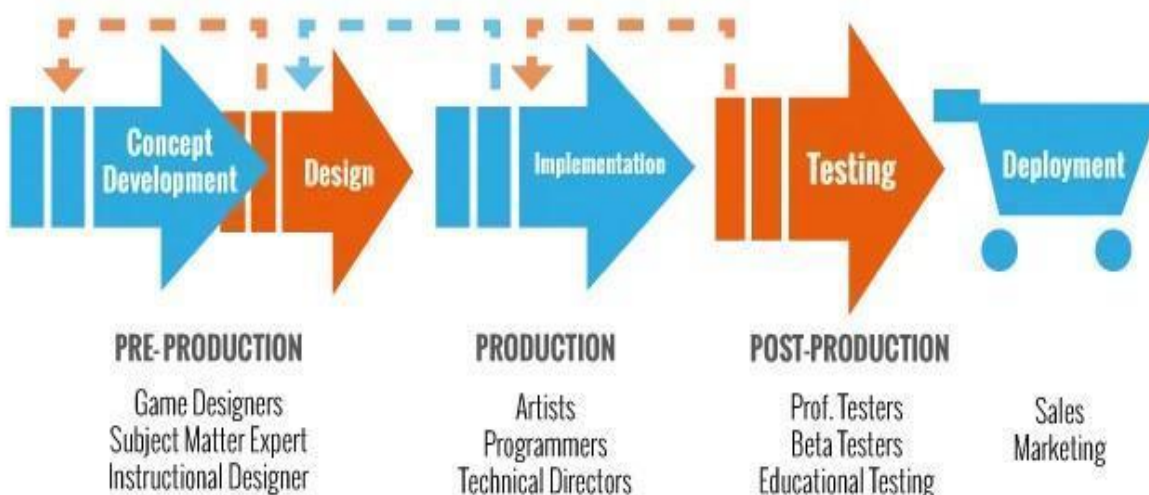 Concept
Development
Design
Implementation
Testing
Deployment
PRE-PRODUCTION
Game Designers
Subject Matter Expert
Instructional Designer
PRODUCTION
Artists
Programmers
Technical Directors
POST-PRODUCTION
Prof. Testers
Beta Testers
Educational Testing
Sales
Marketing